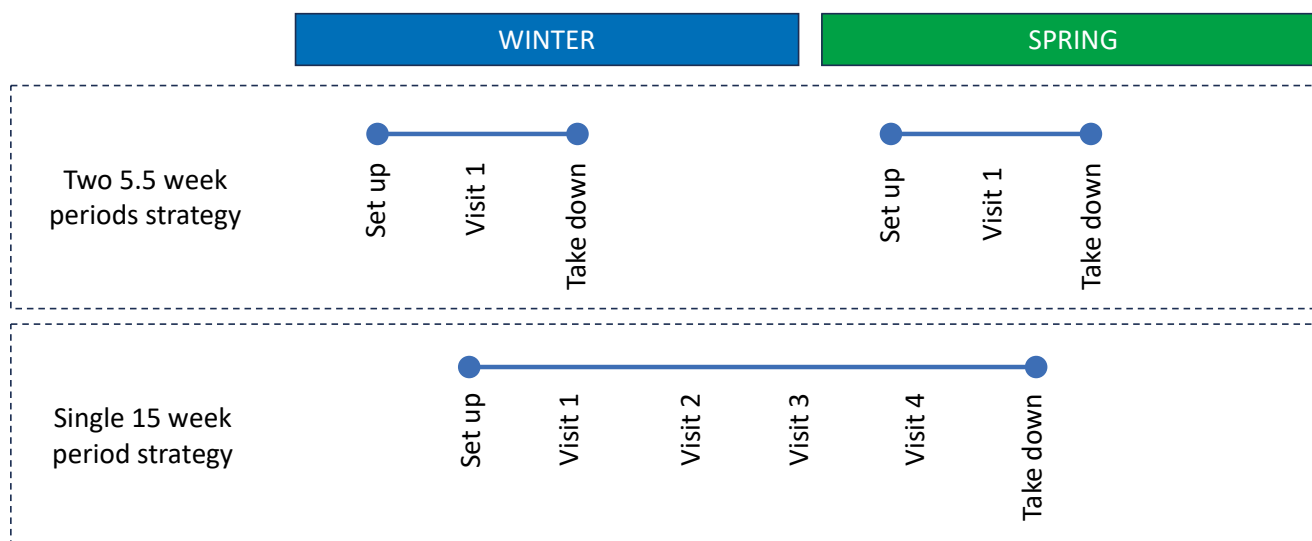 WINTER
SPRING
Two 5.5 week
periods strategy
Set up
Visit 1
Take down
Set up
Visit 1
Take down
Single 15 week
period strategy
Set up
Visit 1
Visit 2
Visit 3
Visit 4
Take down